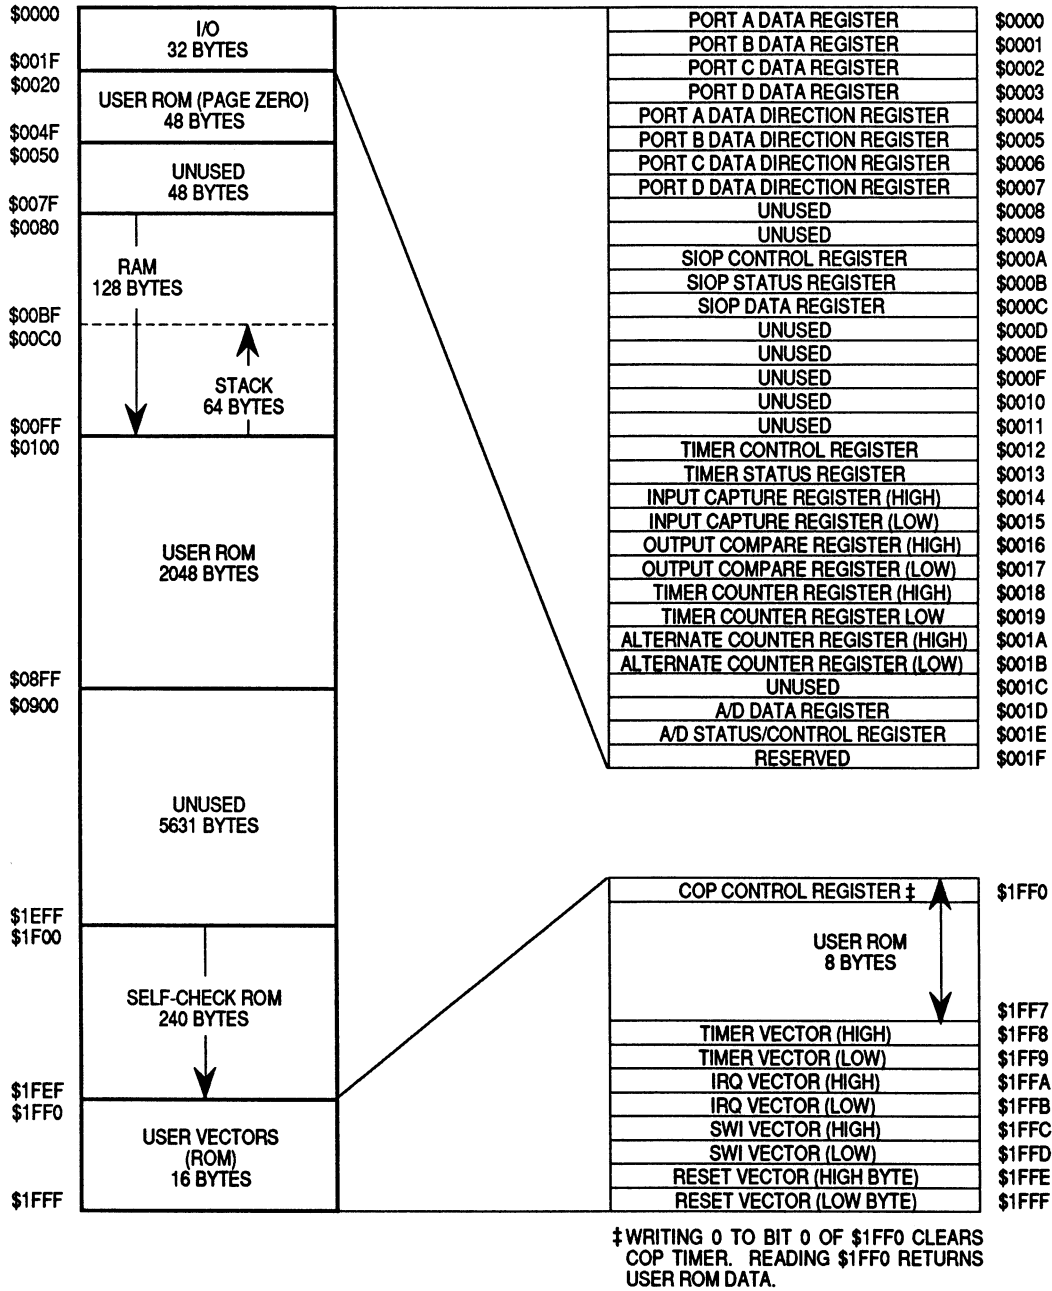 $0000
I/O
32 BYTES
$001F
$0020
USER ROM (PAGE ZERO)
48 BYTES
$004F
$0050
UNUSED
48 BYTES
$007F
$0080
RAM
128 BYTES
$00BF
$00C0
STACK
64 BYTES
$00FF
$0100
USER ROM
2048 BYTES
$08FF
$0900
UNUSED
5631 BYTES
$1EFF
$1F00
SELF-CHECK ROM
240 BYTES
$1FEF
$1FF0
USER VECTORS
(ROM)
16 BYTES
$1FFF
PORT A DATA REGISTER $0000
PORT B DATA REGISTER $0001
PORT C DATA REGISTER $0002
PORT D DATA REGISTER $0003
PORT A DATA DIRECTION REGISTER $0004
PORT B DATA DIRECTION REGISTER $0005
PORT C DATA DIRECTION REGISTER $0006
PORT D DATA DIRECTION REGISTER $0007
UNUSED $0008
UNUSED $0009
SIOP CONTROL REGISTER $000A
SIOP STATUS REGISTER $000B
SIOP DATA REGISTER $000C
UNUSED $000D
UNUSED $000E
UNUSED $000F
UNUSED $0010
UNUSED $0011
TIMER CONTROL REGISTER $0012
TIMER STATUS REGISTER $0013
INPUT CAPTURE REGISTER (HIGH) $0014
INPUT CAPTURE REGISTER (LOW) $0015
OUTPUT COMPARE REGISTER (HIGH) $0016
OUTPUT COMPARE REGISTER (LOW) $0017
TIMER COUNTER REGISTER (HIGH) $0018
TIMER COUNTER REGISTER LOW $0019
ALTERNATE COUNTER REGISTER (HIGH) $001A
ALTERNATE COUNTER REGISTER (LOW) $001B
UNUSED $001C
A/D DATA REGISTER $001D
A/D STATUS/CONTROL REGISTER $001E
RESERVED $001F
COP CONTROL REGISTER ‡ $1FF0
USER ROM
8 BYTES
$1FF7
TIMER VECTOR (HIGH) $1FF8
TIMER VECTOR (LOW) $1FF9
IRQ VECTOR (HIGH) $1FFA
IRQ VECTOR (LOW) $1FFB
SWI VECTOR (HIGH) $1FFC
SWI VECTOR (LOW) $1FFD
RESET VECTOR (HIGH BYTE) $1FFE
RESET VECTOR (LOW BYTE) $1FFF
‡WRITING 0 TO BIT 0 OF $1FF0 CLEARS
COP TIMER. READING $1FF0 RETURNS
USER ROM DATA.